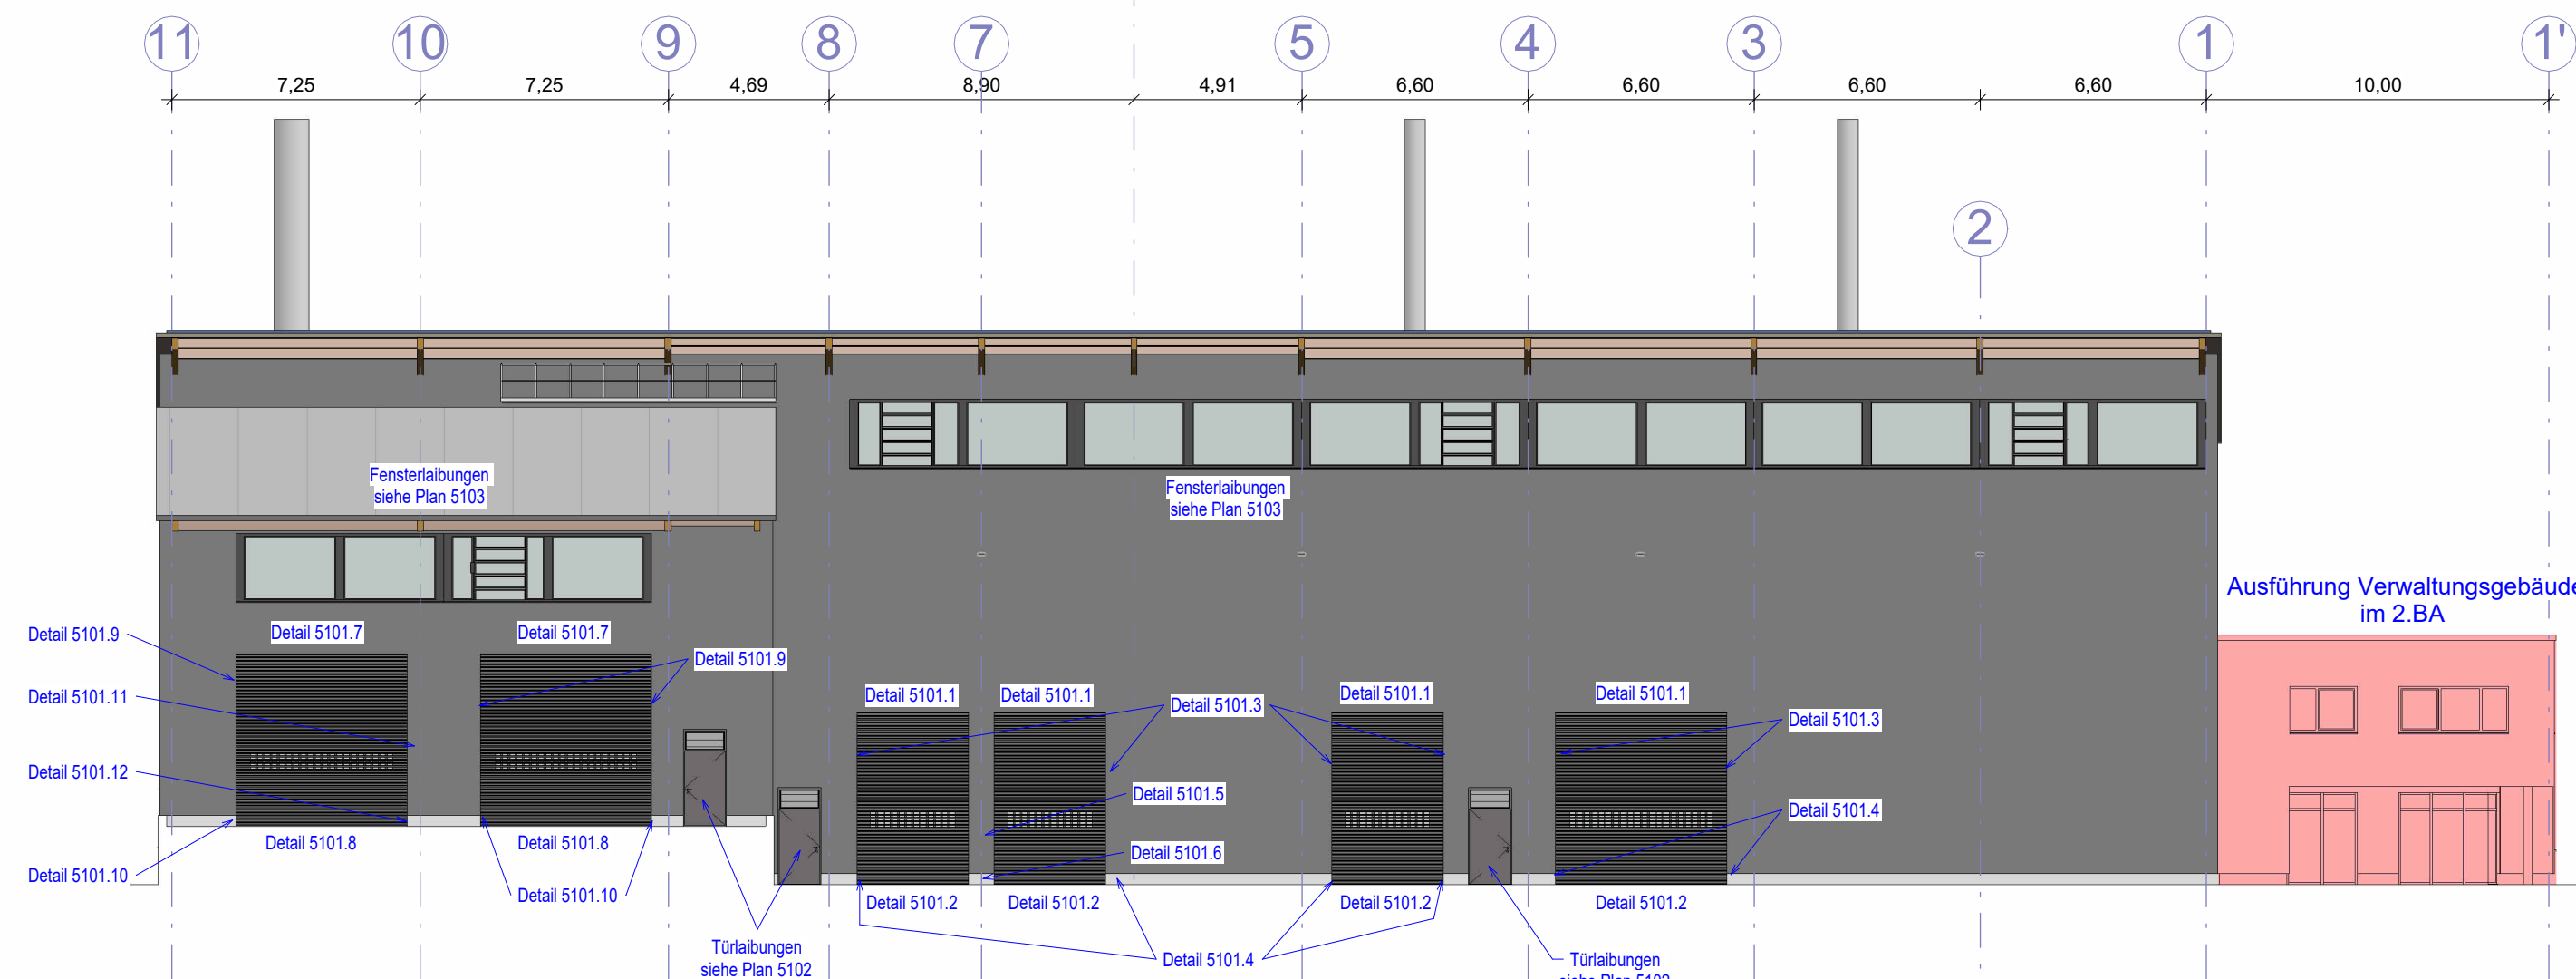 11 10 9 8 7 5 4 3 1 1'
7,25 7,25 4,69 8,90 4,91 6,60 6,60 6,60 6,60 10,00
2
Fensterlaibungen
siehe Plan 5103
Fensterlaibungen
siehe Plan 5103
Ausführung Verwaltungsgebäude
im 2.BA
Detail 5101.9
Detail 5101.7
Detail 5101.7
Detail 5101.9
Detail 5101.11
Detail 5101.1
Detail 5101.1
Detail 5101.3
Detail 5101.1
Detail 5101.1
Detail 5101.3
Detail 5101.12
Detail 5101.5
Detail 5101.4
Detail 5101.8
Detail 5101.8
Detail 5101.6
Detail 5101.10
Detail 5101.10
Detail 5101.2
Detail 5101.2
Detail 5101.2
Detail 5101.2
Türlaibungen
siehe Plan 5102
Detail 5101.4
Türlaibungen
siehe Plan 5102